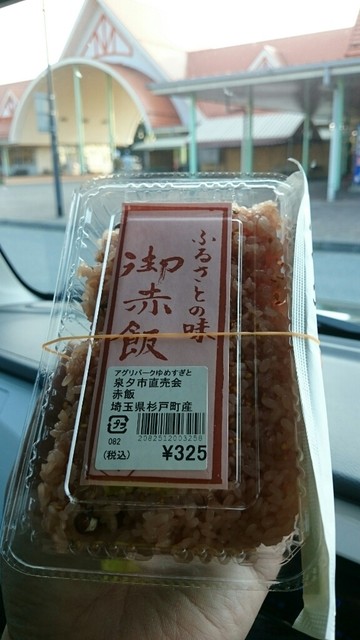 ふるさとの味
御赤飯
アグリパークゆめすぎと
泉夕市直売会
赤飯
埼玉県杉戸町産
082
2082512003258
(税込)
¥325